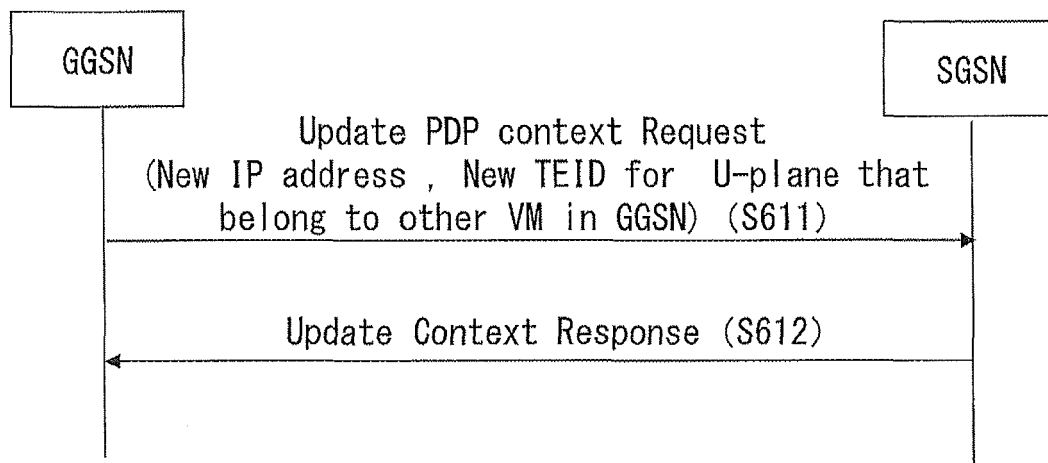 GGSN
SGSN
Update PDP context Request
(New IP address , New TEID for U-plane that
belong to other VM in GGSN) (S611)
Update Context Response (S612)